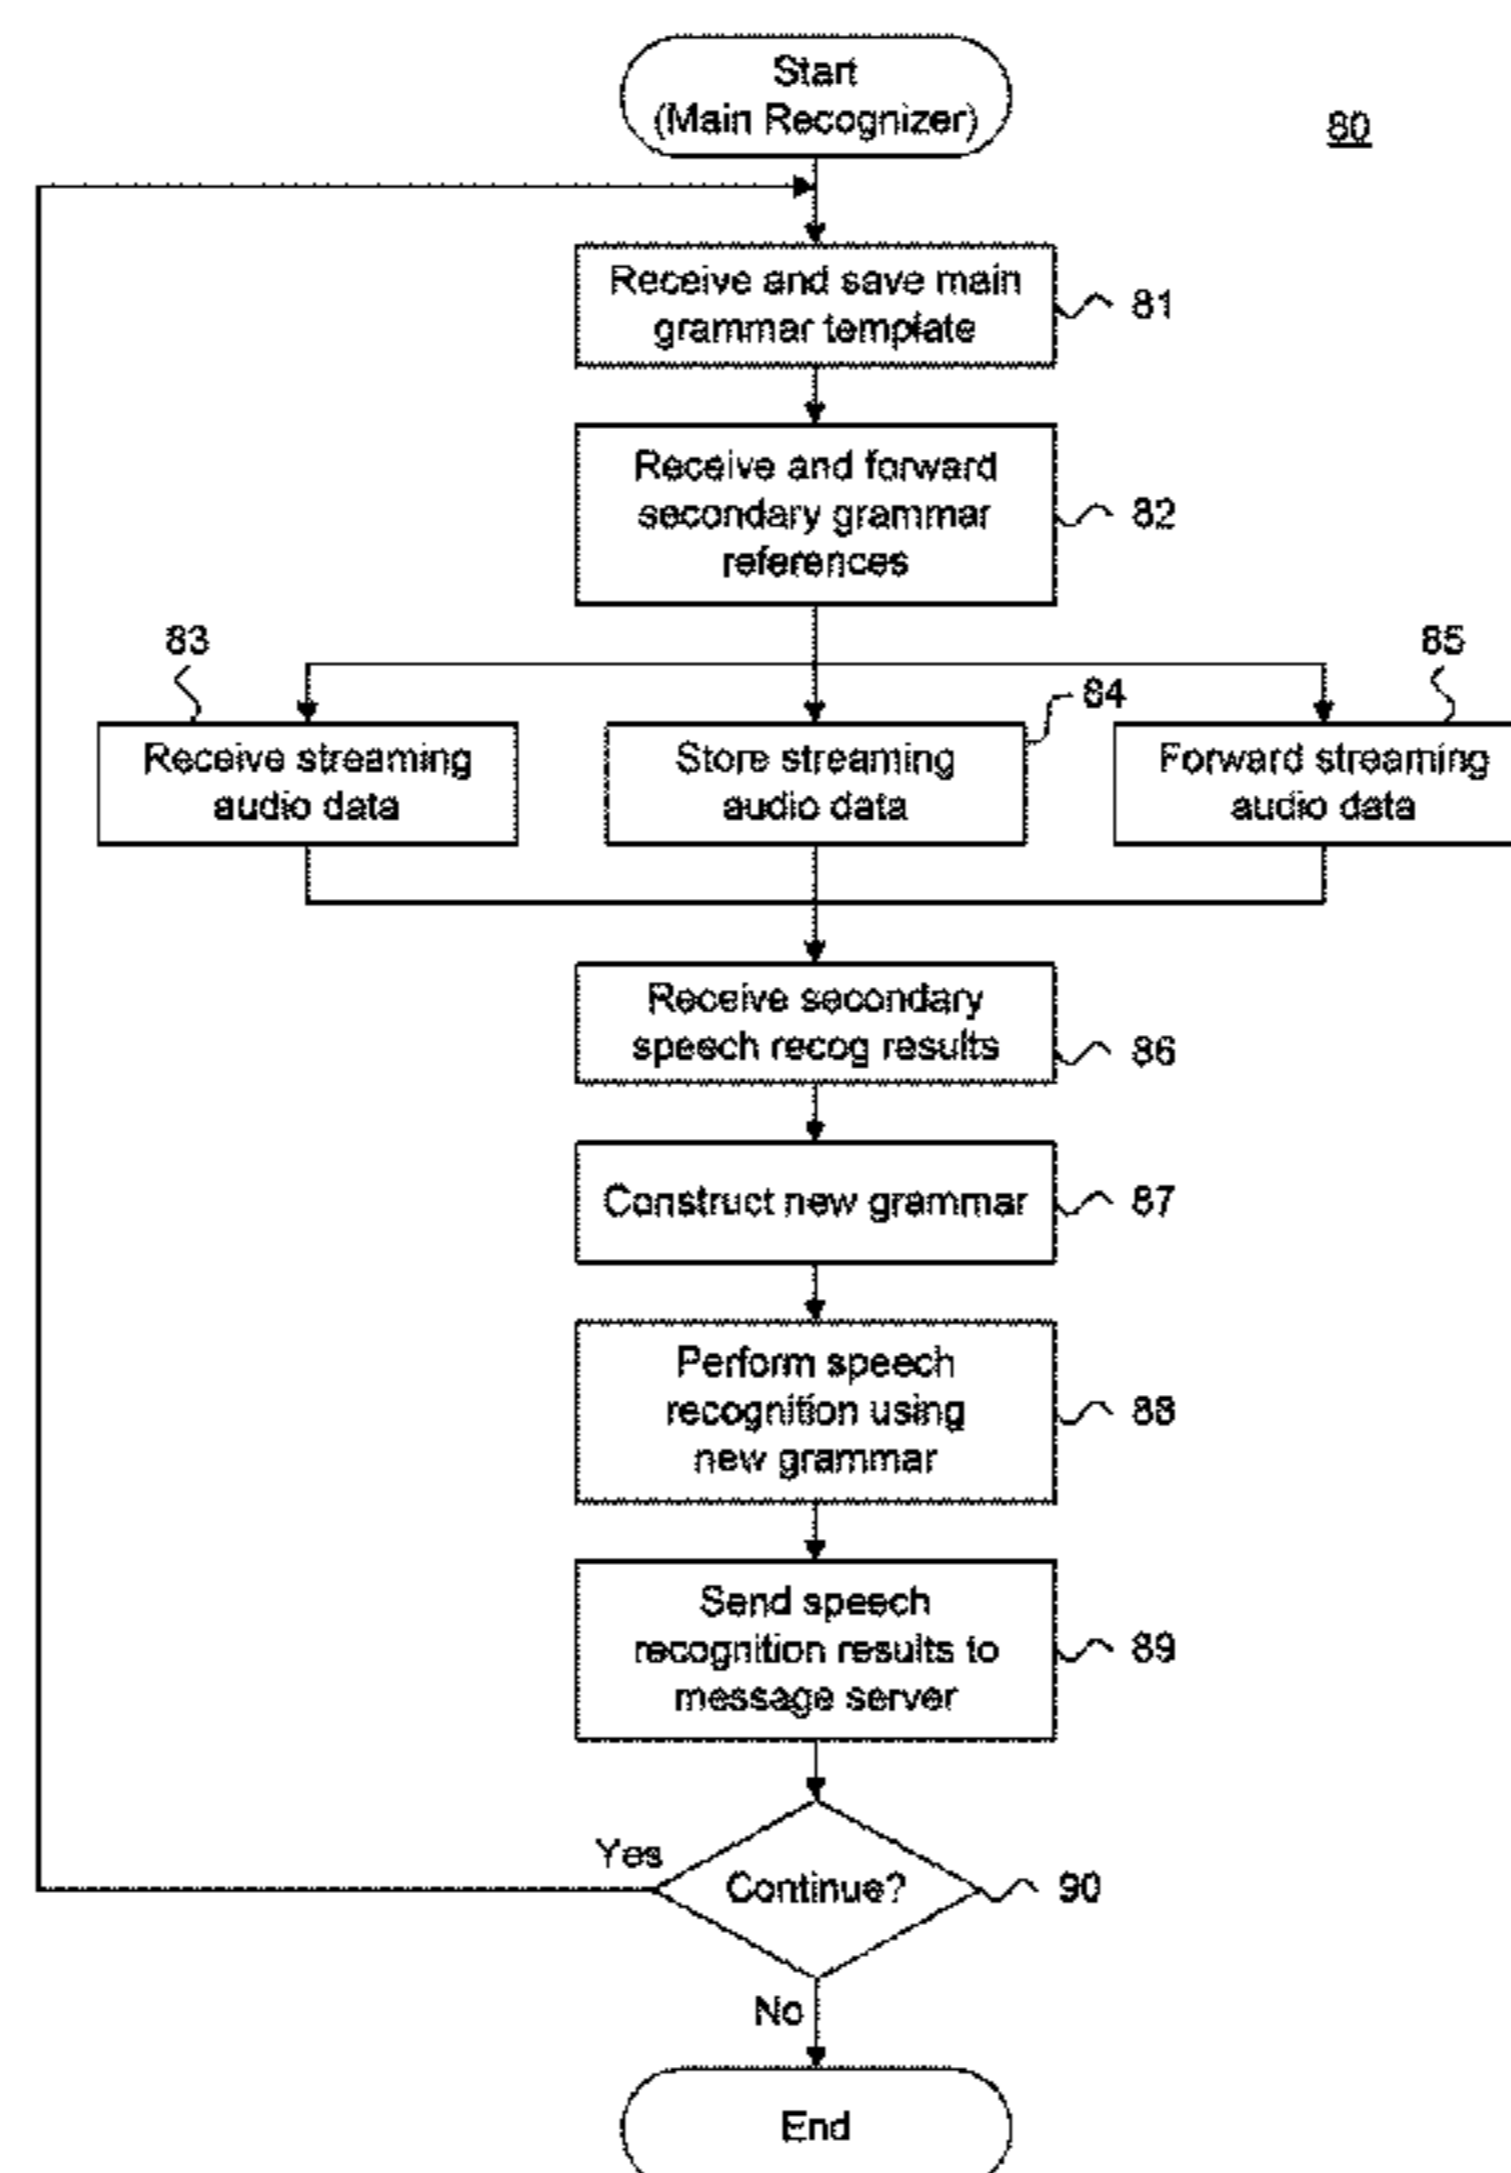 Start
(Main Recognizer)
80
Receive and save main
grammar template
81
Receive and forward
secondary grammar
references
82
83
85
84
Receive streaming
audio data
Store streaming
audio data
Forward streaming
audio data
Receive secondary
speech recog results
86
Construct new grammar
87
Perform speech
recognition using
new grammar
88
Send speech
recognition results to
message server
89
Yes
Continue?
90
No
End